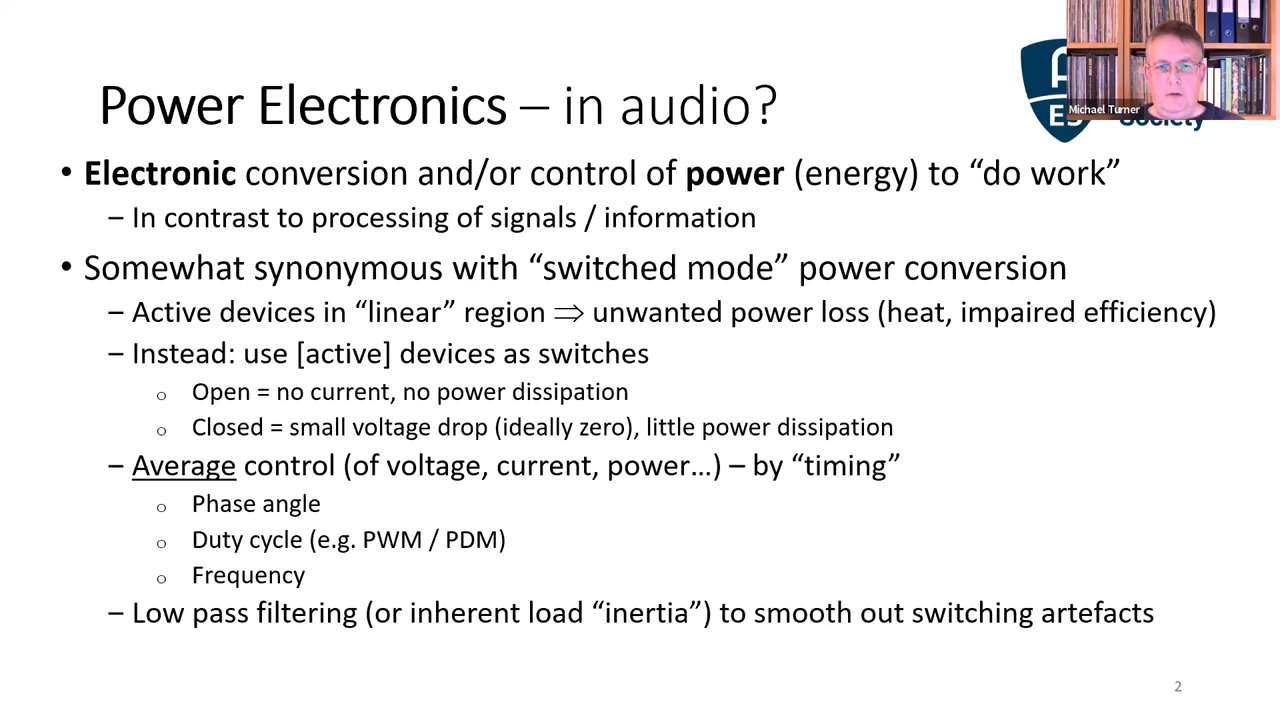 Power Electronics – in audio?
Michael Turner
Society
• Electronic conversion and/or control of power (energy) to “do work”
– In contrast to processing of signals / information
• Somewhat synonymous with “switched mode” power conversion
– Active devices in “linear” region ⇒ unwanted power loss (heat, impaired efficiency)
– Instead: use [active] devices as switches
○ Open = no current, no power dissipation
○ Closed = small voltage drop (ideally zero), little power dissipation
– Average control (of voltage, current, power…) – by “timing”
○ Phase angle
○ Duty cycle (e.g. PWM / PDM)
○ Frequency
– Low pass filtering (or inherent load “inertia”) to smooth out switching artefacts
2